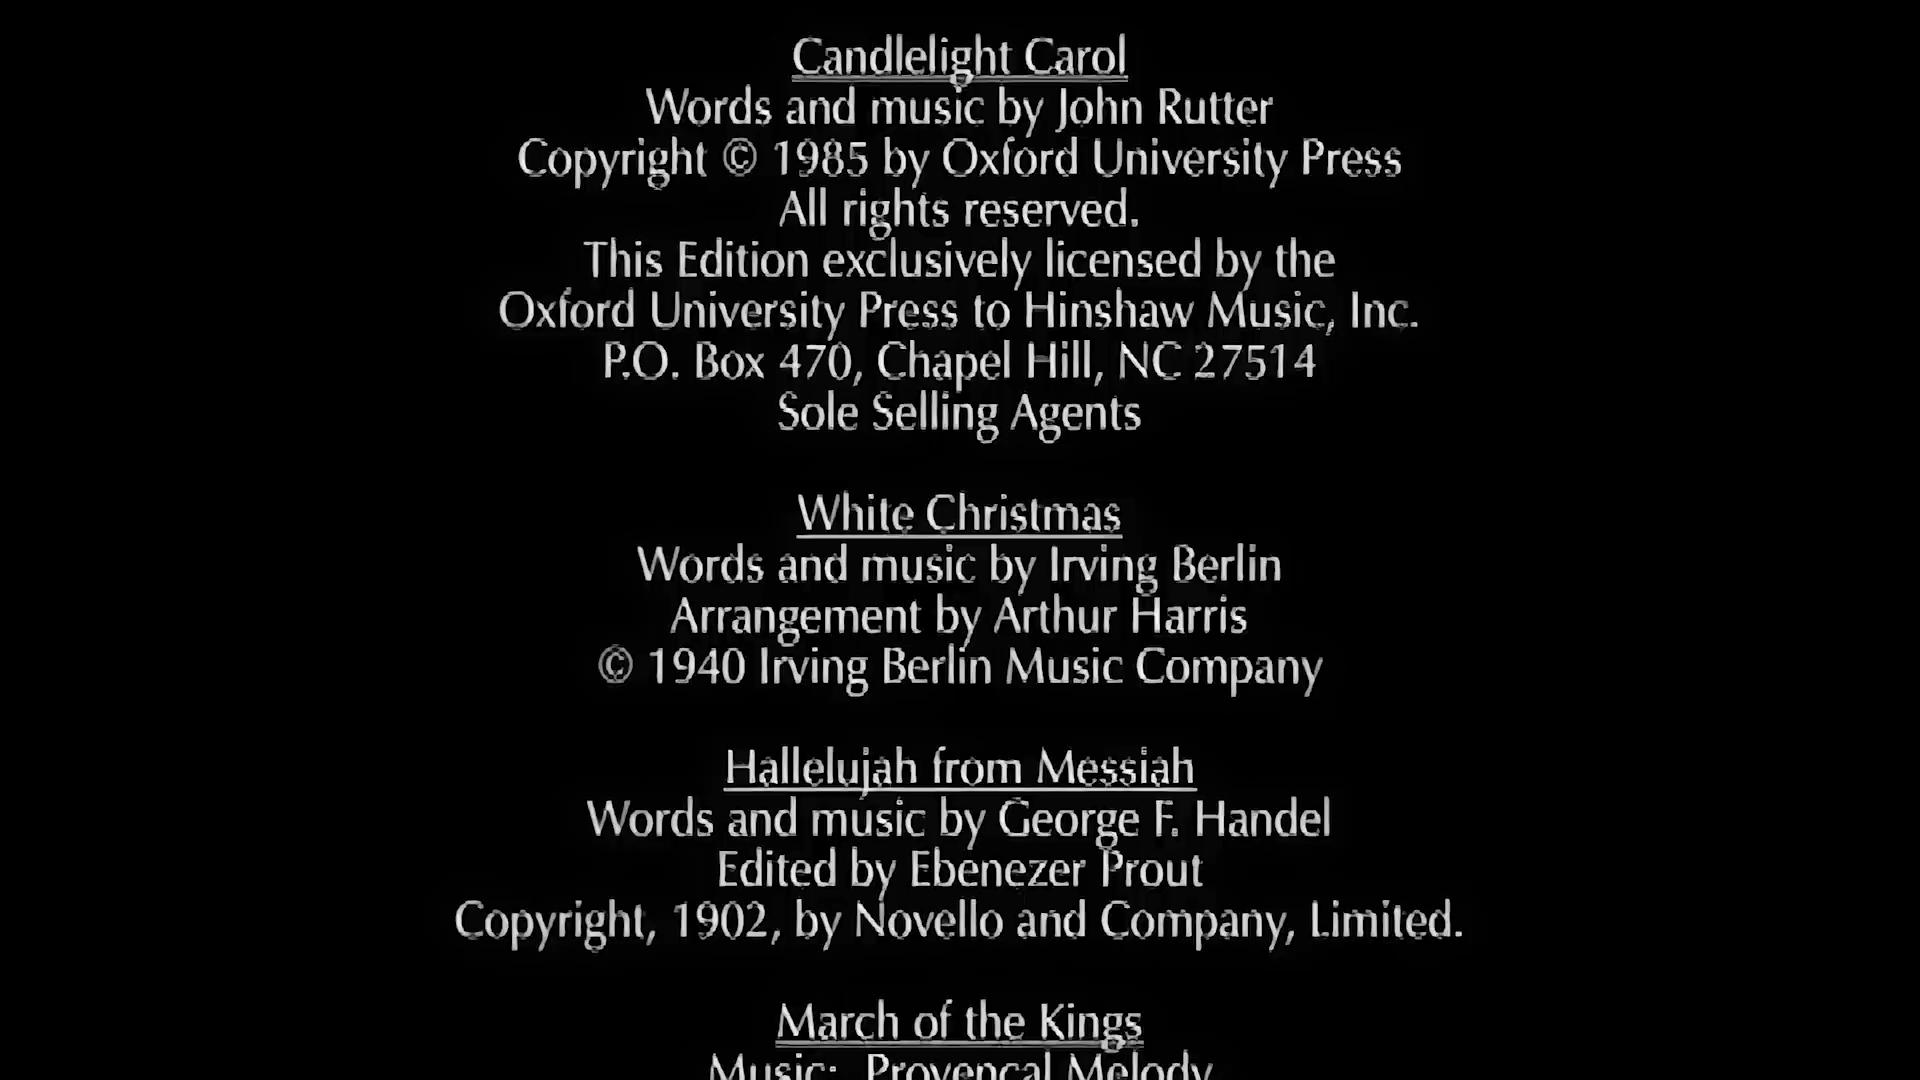 Candlelight Carol
Words and music by John Rutter
Copyright © 1985 by Oxford University Press
All rights reserved.
This Edition exclusively licensed by the
Oxford University Press to Hinshaw Music, Inc.
P.O. Box 470, Chapel Hill, NC 27514
Sole Selling Agents
White Christmas
Words and music by Irving Berlin
Arrangement by Arthur Harris
© 1940 Irving Berlin Music Company
Hallelujah from Messiah
Words and music by George F. Handel
Edited by Ebenezer Prout
Copyright, 1902, by Novello and Company, Limited.
March of the Kings
Music: Provencal Melody